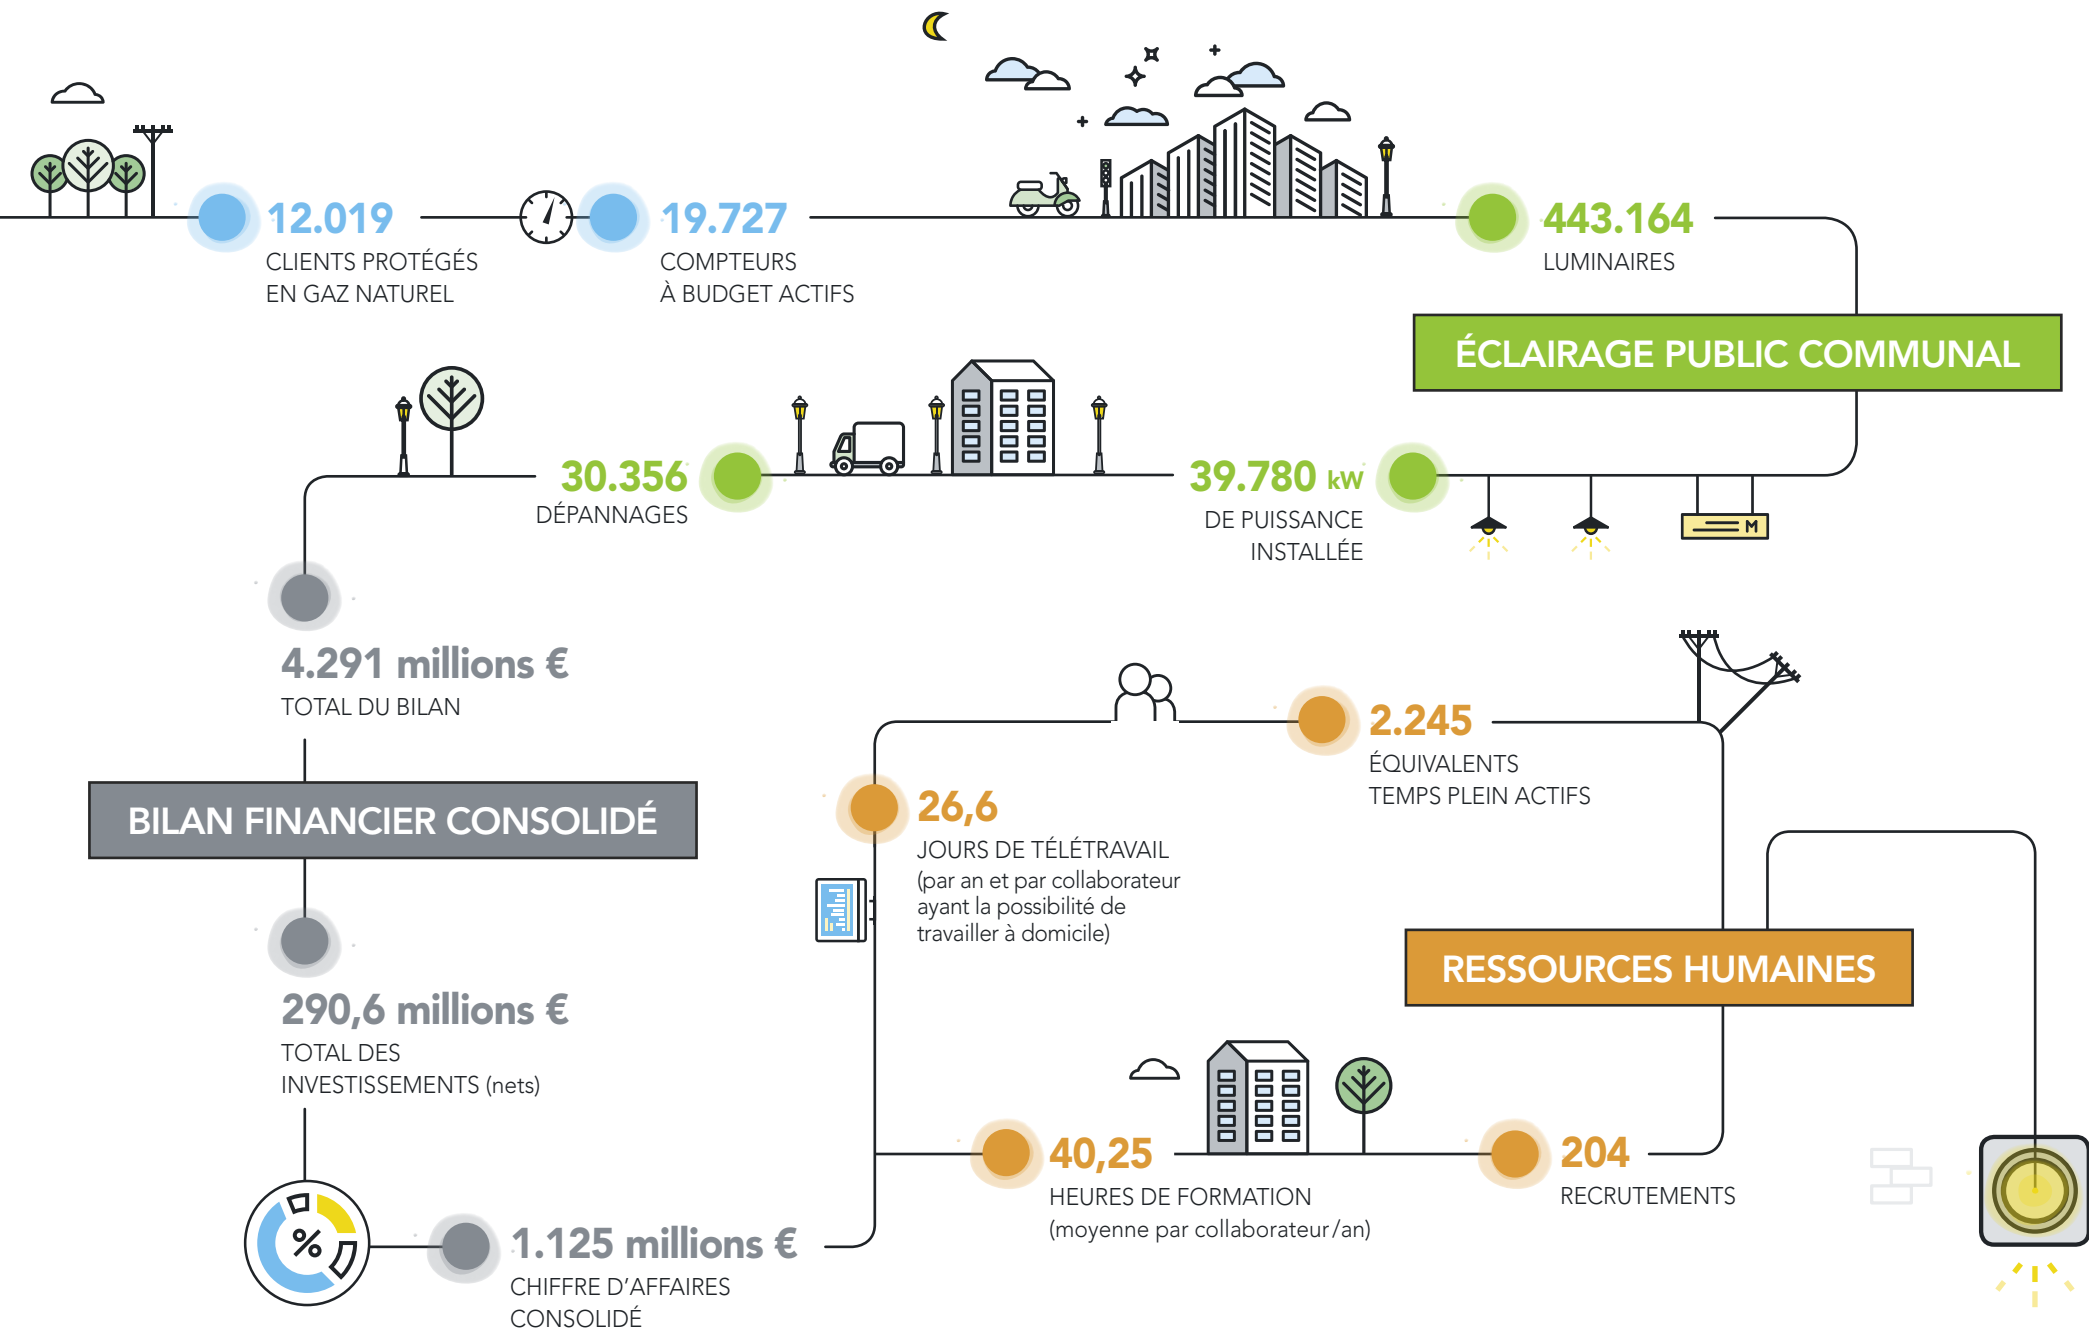 12.019
CLIENTS PROTÉGÉS
EN GAZ NATUREL
19.727
COMPTEURS
À BUDGET ACTIFS
443.164
LUMINAIRES
ÉCLAIRAGE PUBLIC COMMUNAL
39.780 kW
DE PUISSANCE
INSTALLÉE
M
30.356
DÉPANNAGES
4.291 millions €
TOTAL DU BILAN
BILAN FINANCIER CONSOLIDÉ
290,6 millions €
TOTAL DES
INVESTISSEMENTS (nets)
%
1.125 millions €
CHIFFRE D'AFFAIRES
CONSOLIDÉ
26,6
JOURS DE TÉLÉTRAVAIL
(par an et par collaborateur
ayant la possibilité de
travailler à domicile)
2.245
ÉQUIVALENTS
TEMPS PLEIN ACTIFS
RESSOURCES HUMAINES
40,25
HEURES DE FORMATION
(moyenne par collaborateur/an)
204
RECRUTEMENTS